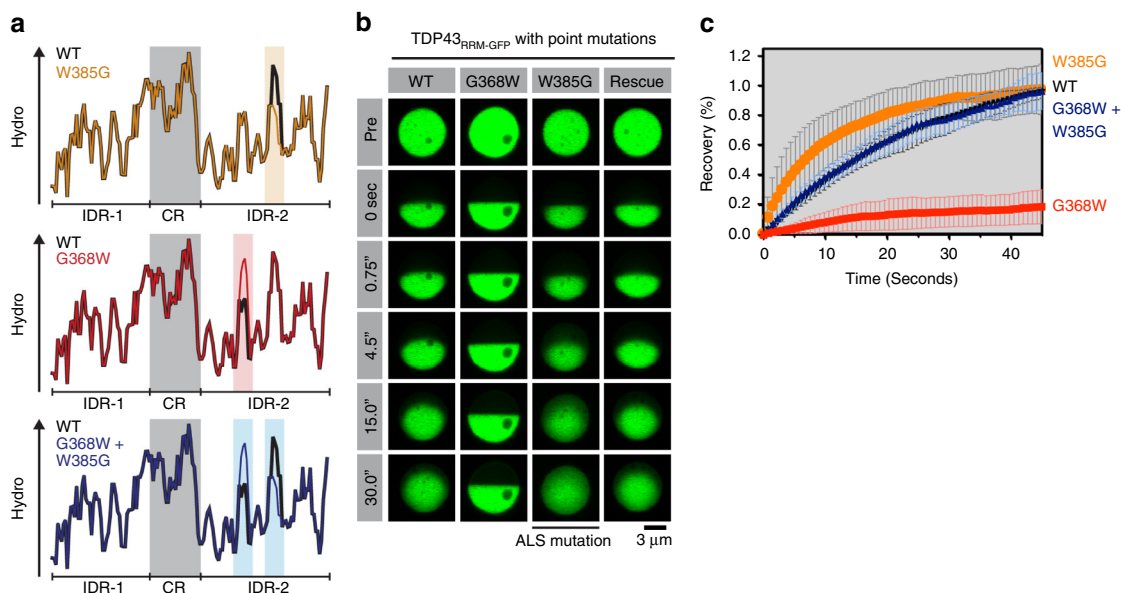 a
WT
W385G
Hydro
IDR-1 CR IDR-2
WT
G368W
Hydro
IDR-1 CR IDR-2
WT
G368W +
W385G
Hydro
IDR-1 CR IDR-2
b
TDP43RRM-GFP with point mutations
WT G368W W385G Rescue
Pre
0 sec
0.75"
4.5"
15.0"
30.0"
ALS mutation
3 µm
c
Recovery (%)
1.2
1.0
0.8
0.6
0.4
0.2
0.0
0 10 20 30 40
Time (Seconds)
W385G
WT
G368W +
W385G
G368W